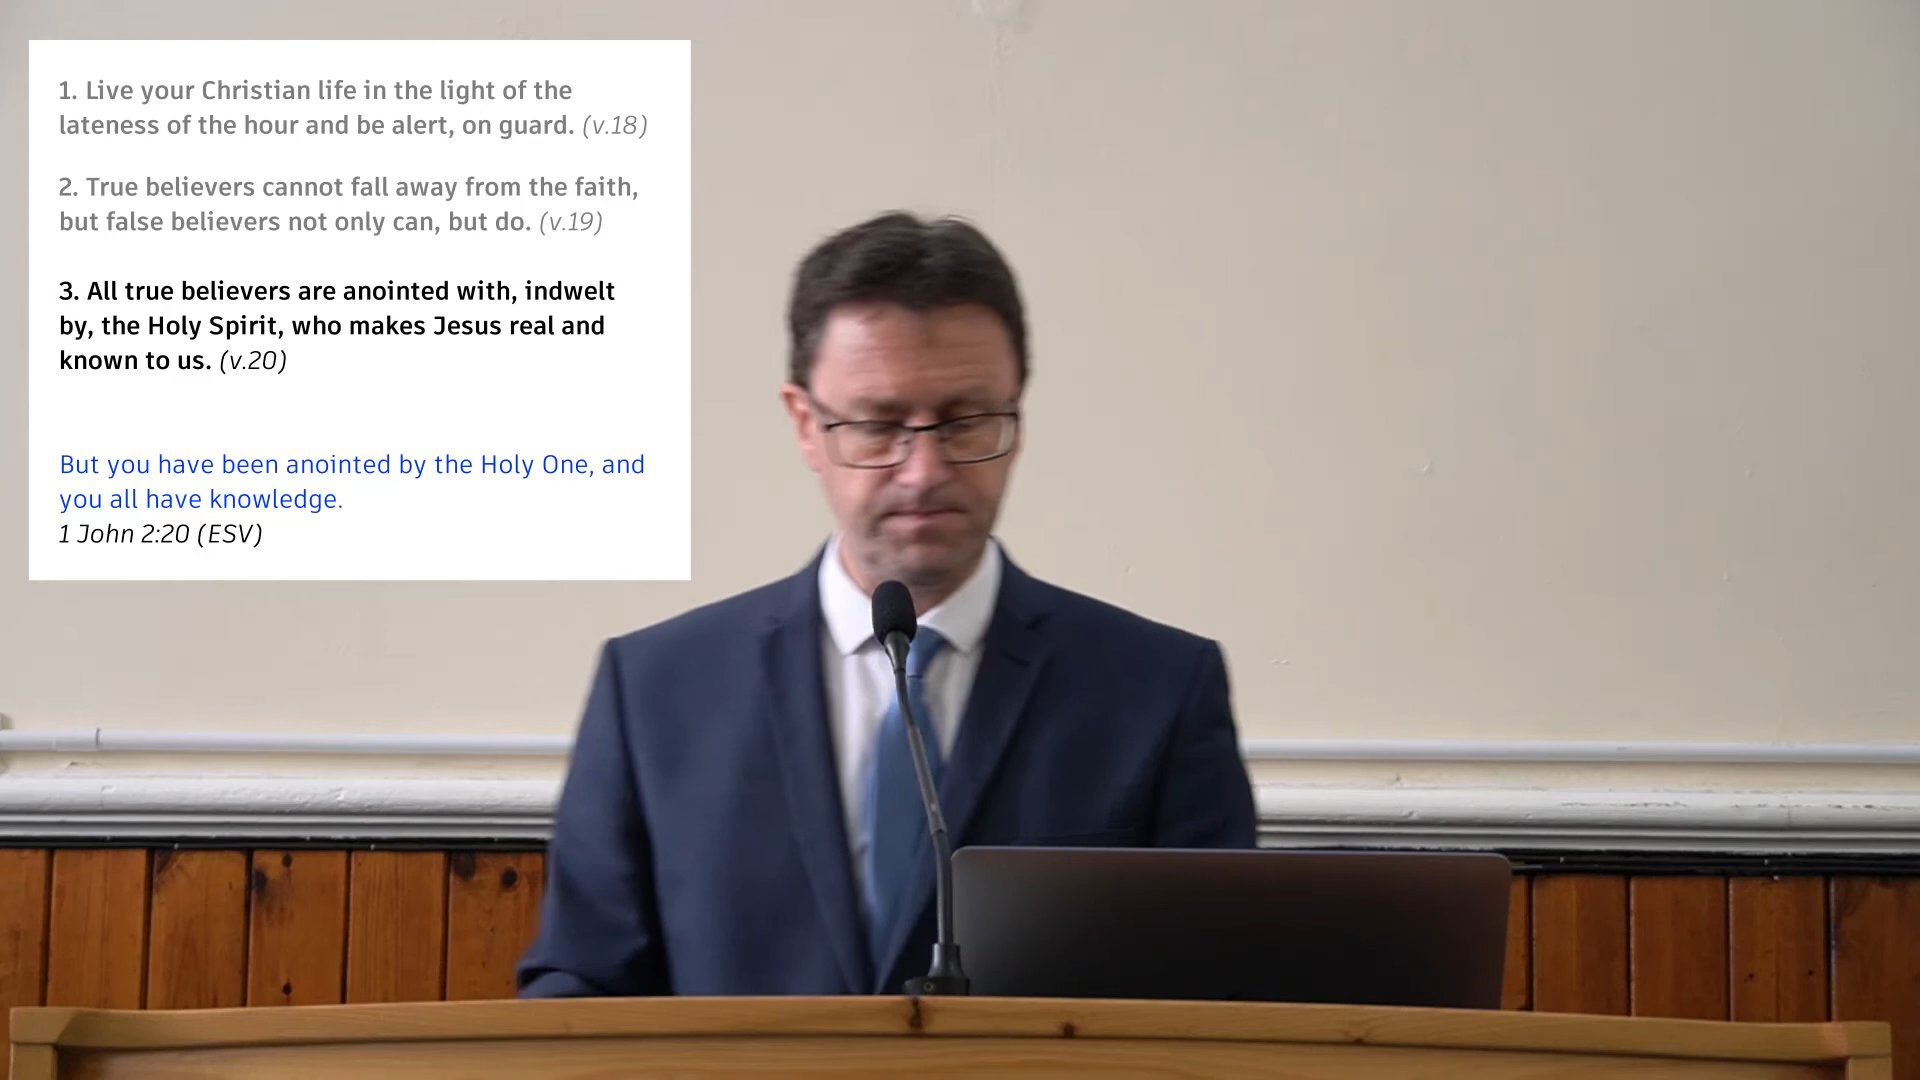 1. Live your Christian life in the light of the
lateness of the hour and be alert, on guard. (v.18)
2. True believers cannot fall away from the faith,
but false believers not only can, but do. (v.19)
3. All true believers are anointed with, indwelt
by, the Holy Spirit, who makes Jesus real and
known to us. (v.20)
But you have been anointed by the Holy One, and
you all have knowledge.
1 John 2:20 (ESV)